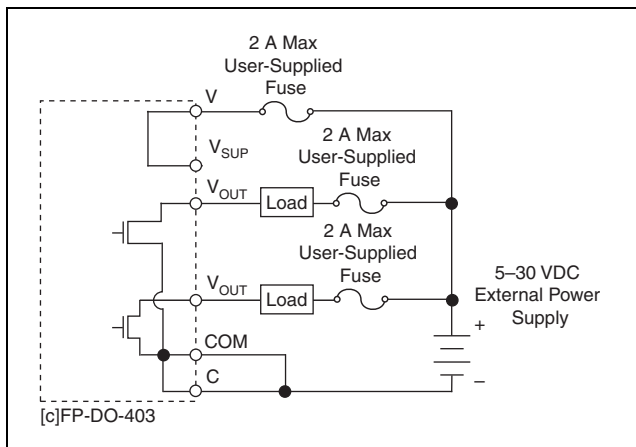 2 A Max
User-Supplied
Fuse
V
2 A Max
User-Supplied
Fuse
VSUP
VOUT
Load
2 A Max
User-Supplied
Fuse
VOUT
Load
5–30 VDC
External Power
Supply
+
–
COM
C
[c]FP-DO-403